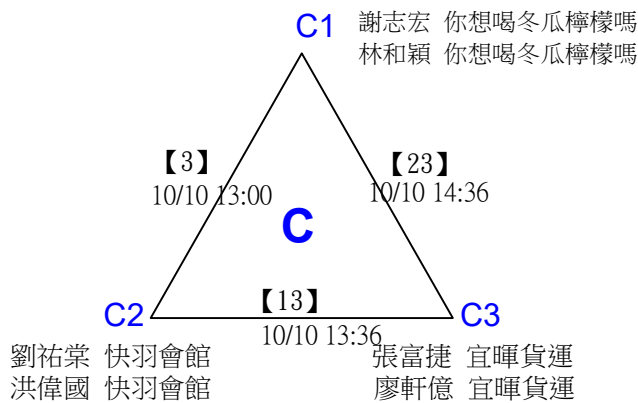 C1 謝志宏 你想喝冬瓜檸檬嗎
林和穎 你想喝冬瓜檸檬嗎
【3】
10/10 13:00
【23】
10/10 14:36
C
【13】
10/10 13:36
C2
C3
劉祐棠 快羽會館
洪偉國 快羽會館
張富捷 宜暉貨運
廖軒億 宜暉貨運